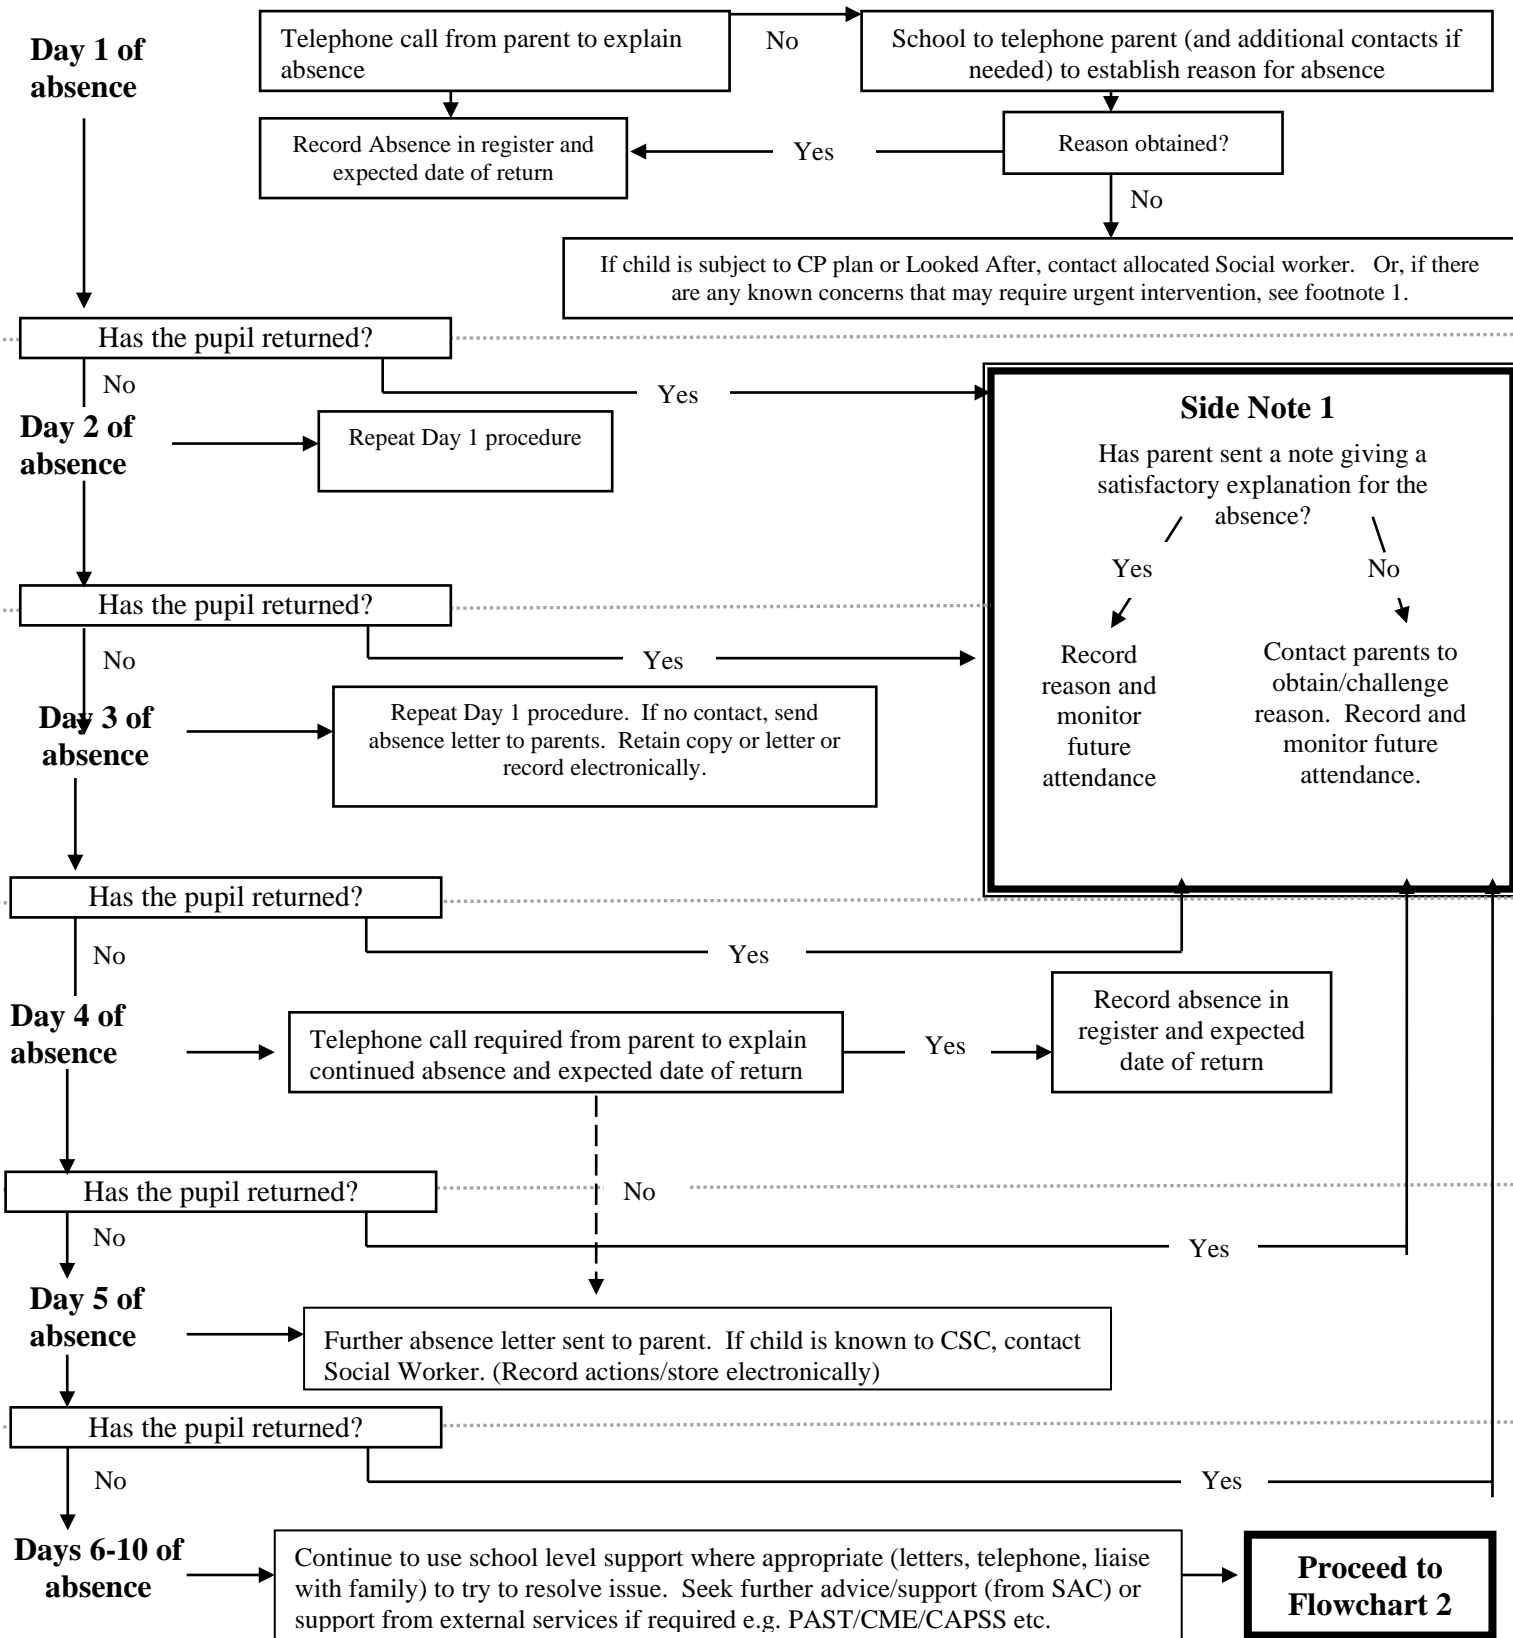 Day 1 of
absence
Telephone call from parent to explain
absence
No
School to telephone parent (and additional contacts if
needed) to establish reason for absence
Record Absence in register and
expected date of return
Yes
Reason obtained?
No
If child is subject to CP plan or Looked After, contact allocated Social worker. Or, if there
are any known concerns that may require urgent intervention, see footnote 1.
Has the pupil returned?
No
Yes
Day 2 of
absence
Repeat Day 1 procedure
Side Note 1
Has parent sent a note giving a
satisfactory explanation for the
absence?
Yes
No
Record
reason and
monitor
future
attendance
Contact parents to
obtain/challenge
reason. Record and
monitor future
attendance.
Has the pupil returned?
No
Yes
Day 3 of
absence
Repeat Day 1 procedure. If no contact, send
absence letter to parents. Retain copy or letter or
record electronically.
Has the pupil returned?
No
Yes
Day 4 of
absence
Telephone call required from parent to explain
continued absence and expected date of return
Yes
Record absence in
register and expected
date of return
Has the pupil returned?
No
No
Yes
Day 5 of
absence
Further absence letter sent to parent. If child is known to CSC, contact
Social Worker. (Record actions/store electronically)
Has the pupil returned?
No
Yes
Days 6-10 of
absence
Continue to use school level support where appropriate (letters, telephone, liaise
with family) to try to resolve issue. Seek further advice/support (from SAC) or
support from external services if required e.g. PAST/CME/CAPSS etc.
Proceed to
Flowchart 2